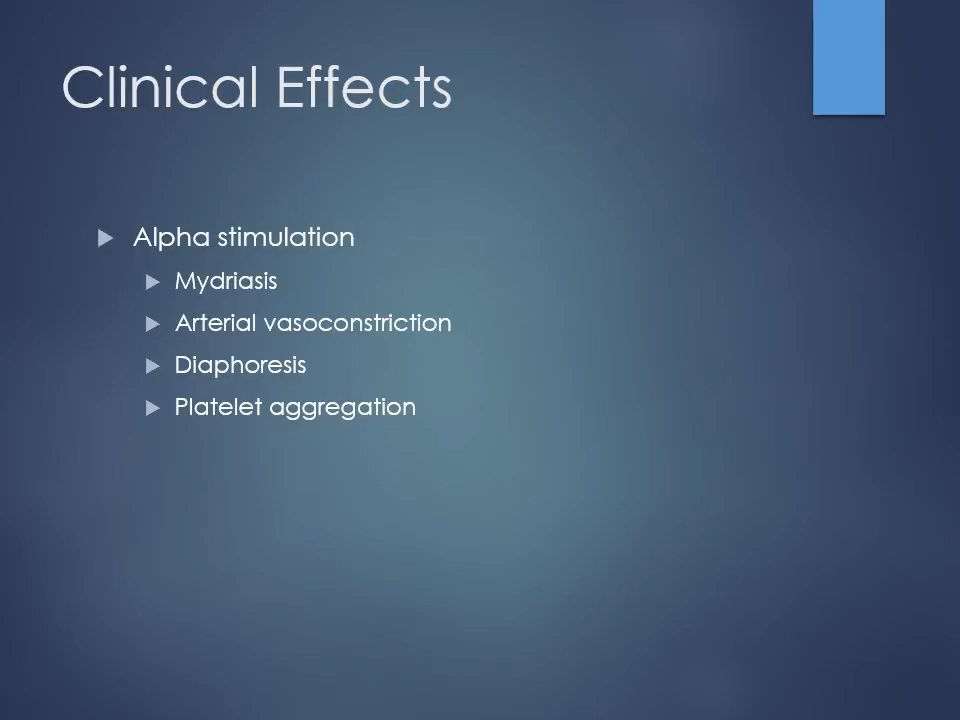 Clinical Effects
Alpha stimulation
Mydriasis
Arterial vasoconstriction
Diaphoresis
Platelet aggregation